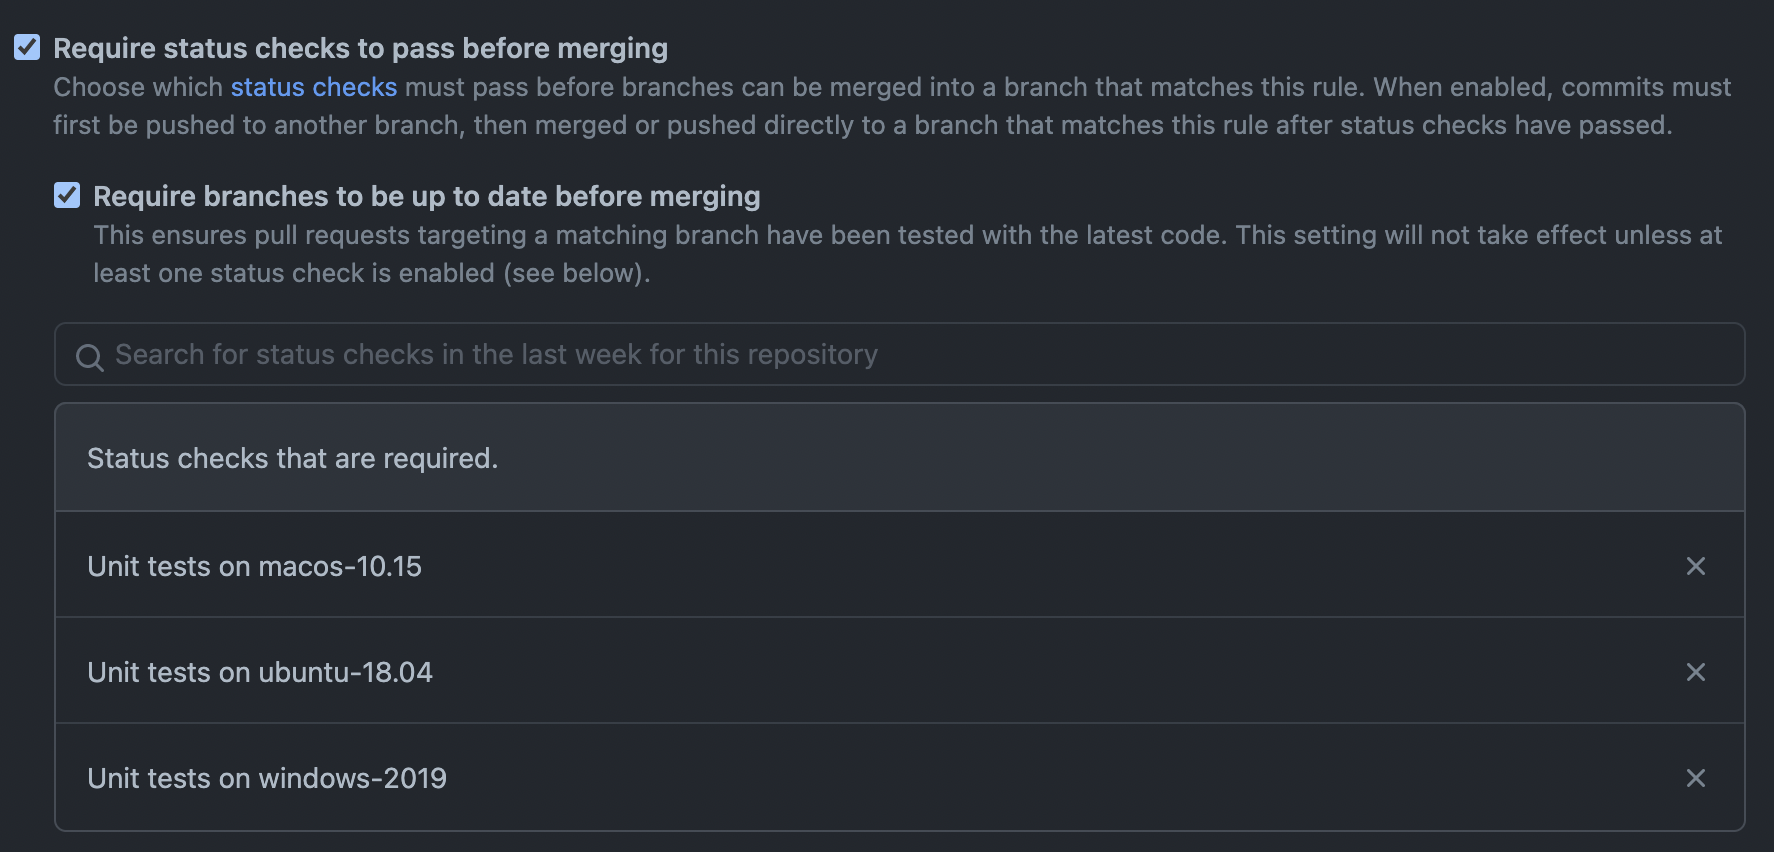 Require status checks to pass before merging
Choose which status checks must pass before branches can be merged into a branch that matches this rule. When enabled, commits must
first be pushed to another branch, then merged or pushed directly to a branch that matches this rule after status checks have passed.
Require branches to be up to date before merging
This ensures pull requests targeting a matching branch have been tested with the latest code. This setting will not take effect unless at
least one status check is enabled (see below).
Search for status checks in the last week for this repository
Status checks that are required.
Unit tests on macos-10.15
Unit tests on ubuntu-18.04
Unit tests on windows-2019